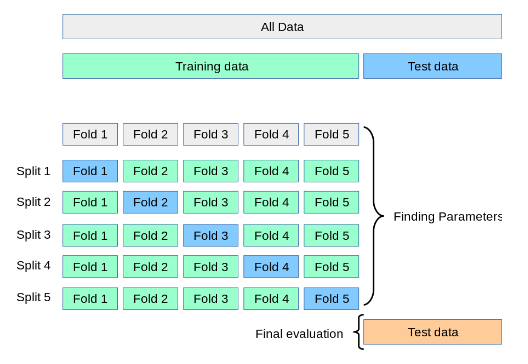 All Data
Training data Test data
Fold 1 Fold 2 Fold 3 Fold 4 Fold 5
Split 1 Fold 1 Fold 2 Fold 3 Fold 4 Fold 5
Split 2 Fold 1 Fold 2 Fold 3 Fold 4 Fold 5
Finding Parameters
Split 3 Fold 1 Fold 2 Fold 3 Fold 4 Fold 5
Split 4 Fold 1 Fold 2 Fold 3 Fold 4 Fold 5
Split 5 Fold 1 Fold 2 Fold 3 Fold 4 Fold 5
Final evaluation Test data